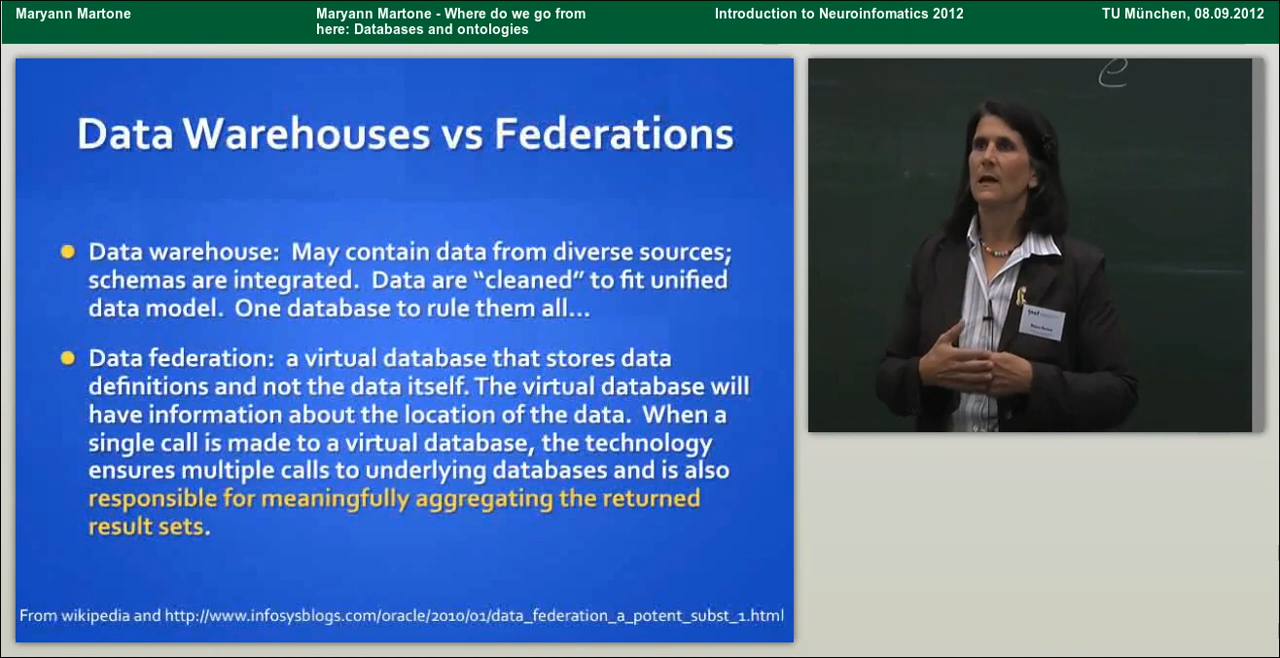 Maryann Martone
Maryann Martone - Where do we go from
here: Databases and ontologies
Introduction to Neuroinfomatics 2012
TU München, 08.09.2012
Data Warehouses vs Federations
Data warehouse:  May contain data from diverse sources;
schemas are integrated.  Data are “cleaned” to fit unified
data model.  One database to rule them all…
Data federation:  a virtual database that stores data
definitions and not the data itself. The virtual database will
have information about the location of the data.  When a
single call is made to a virtual database, the technology
ensures multiple calls to underlying databases and is also
responsible for meaningfully aggregating the returned
result sets.
From wikipedia and http://www.infosysblogs.com/oracle/2010/01/data_federation_a_potent_subst_1.html
e